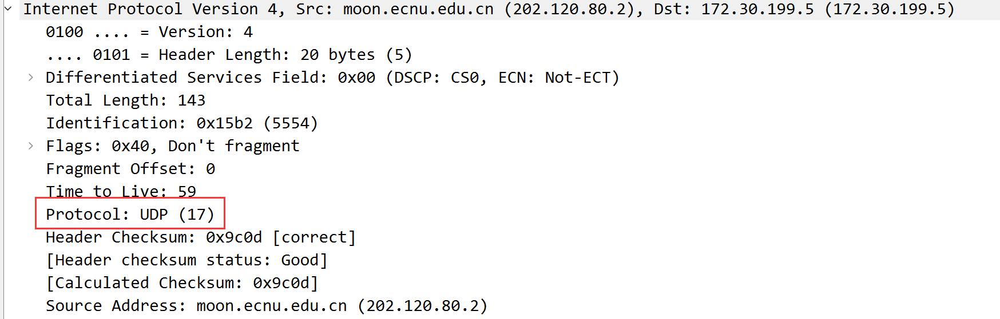 Internet Protocol Version 4, Src: moon.ecnu.edu.cn (202.120.80.2), Dst: 172.30.199.5 (172.30.199.5)
0100 .... = Version: 4
.... 0101 = Header Length: 20 bytes (5)
Differentiated Services Field: 0x00 (DSCP: CS0, ECN: Not-ECT)
Total Length: 143
Identification: 0x15b2 (5554)
Flags: 0x40, Don't fragment
Fragment Offset: 0
Time to Live: 59
Protocol: UDP (17)
Header Checksum: 0x9c0d [correct]
[Header checksum status: Good]
[Calculated Checksum: 0x9c0d]
Source Address: moon.ecnu.edu.cn (202.120.80.2)